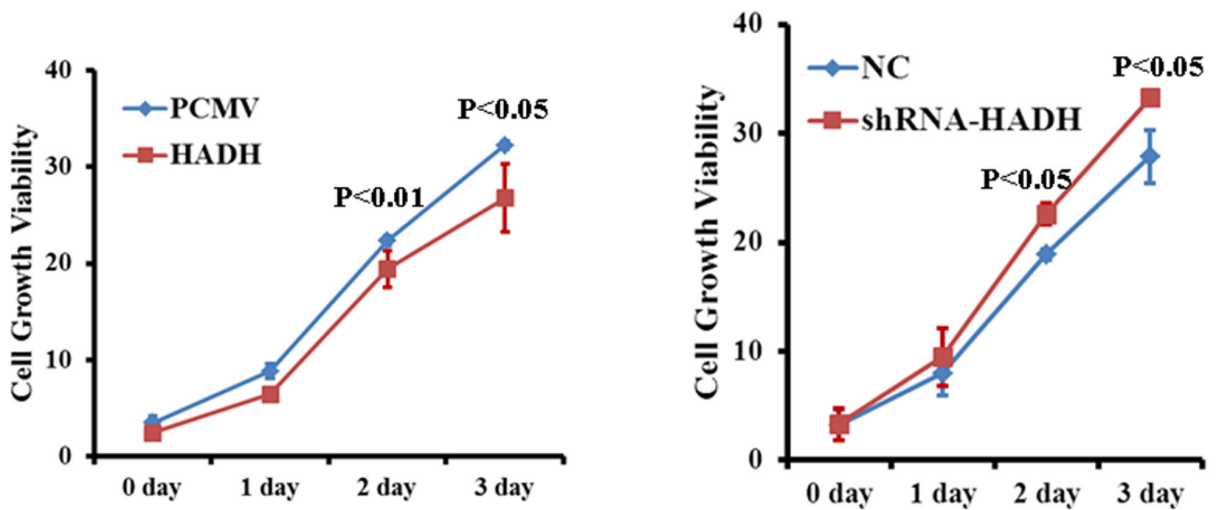 Cell Growth Viability
40
30
20
10
0
PCMV
HADH
P<0.01
P<0.05
0 day
1 day
2 day
3 day
Cell Growth Viability
40
30
20
10
0
NC
shRNA-HADH
P<0.05
P<0.05
0 day
1 day
2 day
3 day